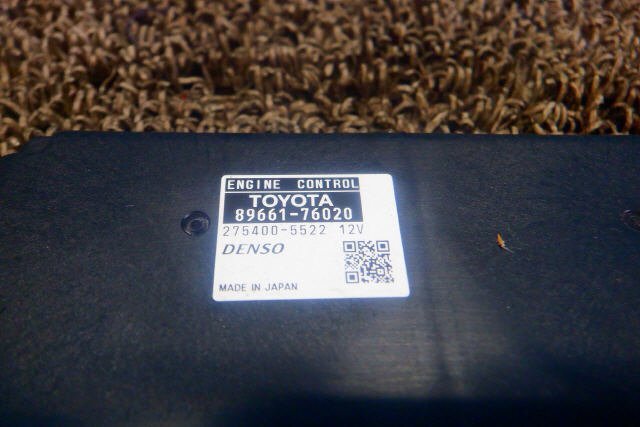 ENGINE CONTROL
TOYOTA
89661-76020
275400-5522 12V
DENSO
MADE IN JAPAN